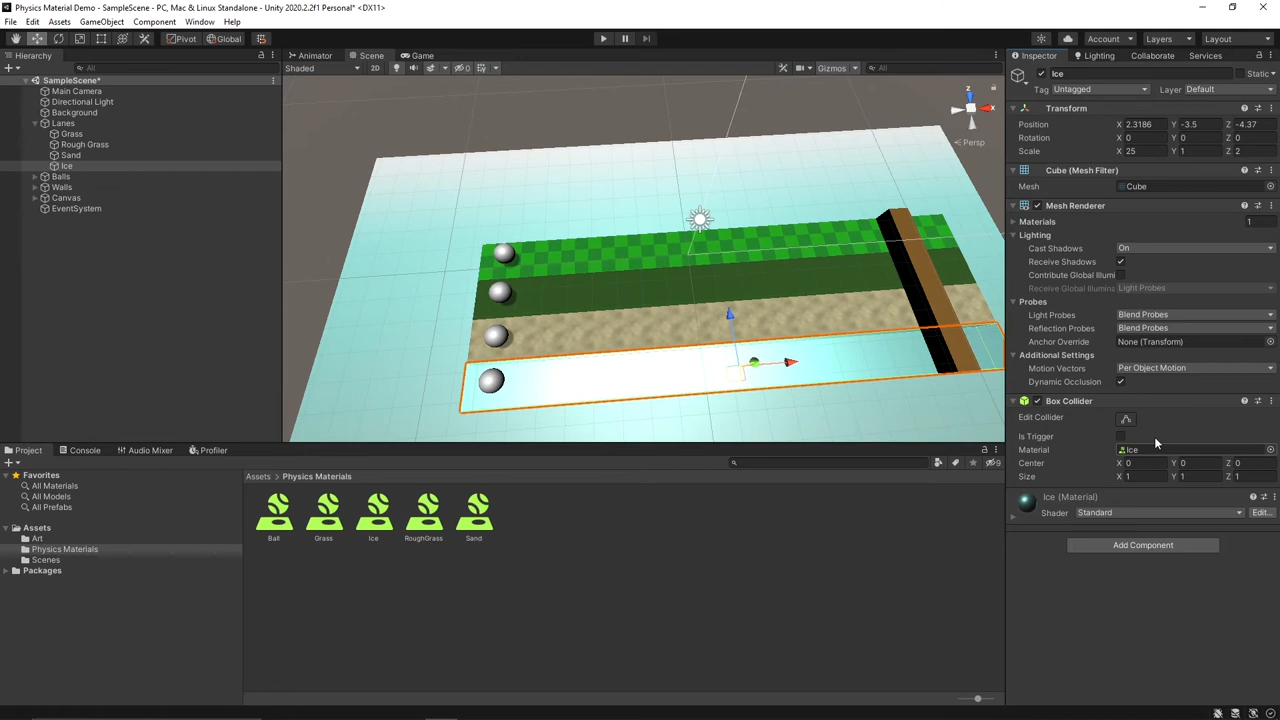 Physics Material Demo - SampleScene - PC, Mac & Linux Standalone - Unity 2020.2.2f1 Personal* <DX11>
File Edit Assets GameObject Component Window Help
Pivot Global Account Layers Layout
Hierarchy
All
SampleScene*
Main Camera
Directional Light
Background
Lanes
Grass
Rough Grass
Sand
Ice
Balls
Walls
Canvas
EventSystem
Animator Scene Game
Shaded 2D 0 Gizmos All
z
x
Persp
Project Console Audio Mixer Profiler
9
Favorites
All Materials
All Models
All Prefabs
Assets
Art
Physics Materials
Scenes
Packages
Assets > Physics Materials
Ball Grass Ice RoughGrass Sand
Inspector Lighting Collaborate Services
Ice Static
Tag Untagged Layer Default
Transform
Position X 2.3186 Y -3.5 Z -4.37
Rotation X 0 Y 0 Z 0
Scale X 25 Y 1 Z 2
Cube (Mesh Filter)
Mesh Cube
Mesh Renderer
Materials 1
Lighting
Cast Shadows On
Receive Shadows
Contribute Global Illumi
Receive Global Illumina Light Probes
Probes
Light Probes Blend Probes
Reflection Probes Blend Probes
Anchor Override None (Transform)
Additional Settings
Motion Vectors Per Object Motion
Dynamic Occlusion
Box Collider
Edit Collider
Is Trigger
Material Ice
Center X 0 Y 0 Z 0
Size X 1 Y 1 Z 1
Ice (Material)
Shader Standard Edit...
Add Component